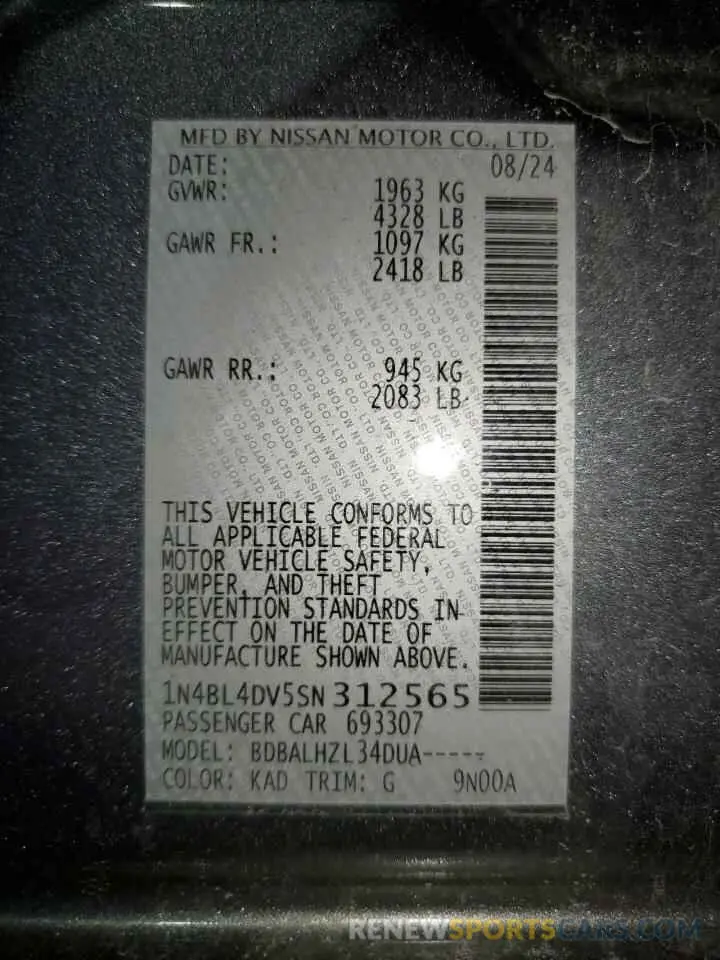 MFD BY NISSAN MOTOR CO., LTD.
DATE: 08/24
GVWR: 1963 KG
4328 LB
GAWR FR.: 1097 KG
2418 LB
GAWR RR.: 945 KG
2083 LB
THIS VEHICLE CONFORMS TO
ALL APPLICABLE FEDERAL
MOTOR VEHICLE SAFETY,
BUMPER, AND THEFT
PREVENTION STANDARDS IN
EFFECT ON THE DATE OF
MANUFACTURE SHOWN ABOVE.
1N4BL4DV5SN312565
PASSENGER CAR 693307
MODEL: BDBALHZL34DUA-----
COLOR: KAD TRIM: G 9N00A
RENEWSPORTSCARS.COM